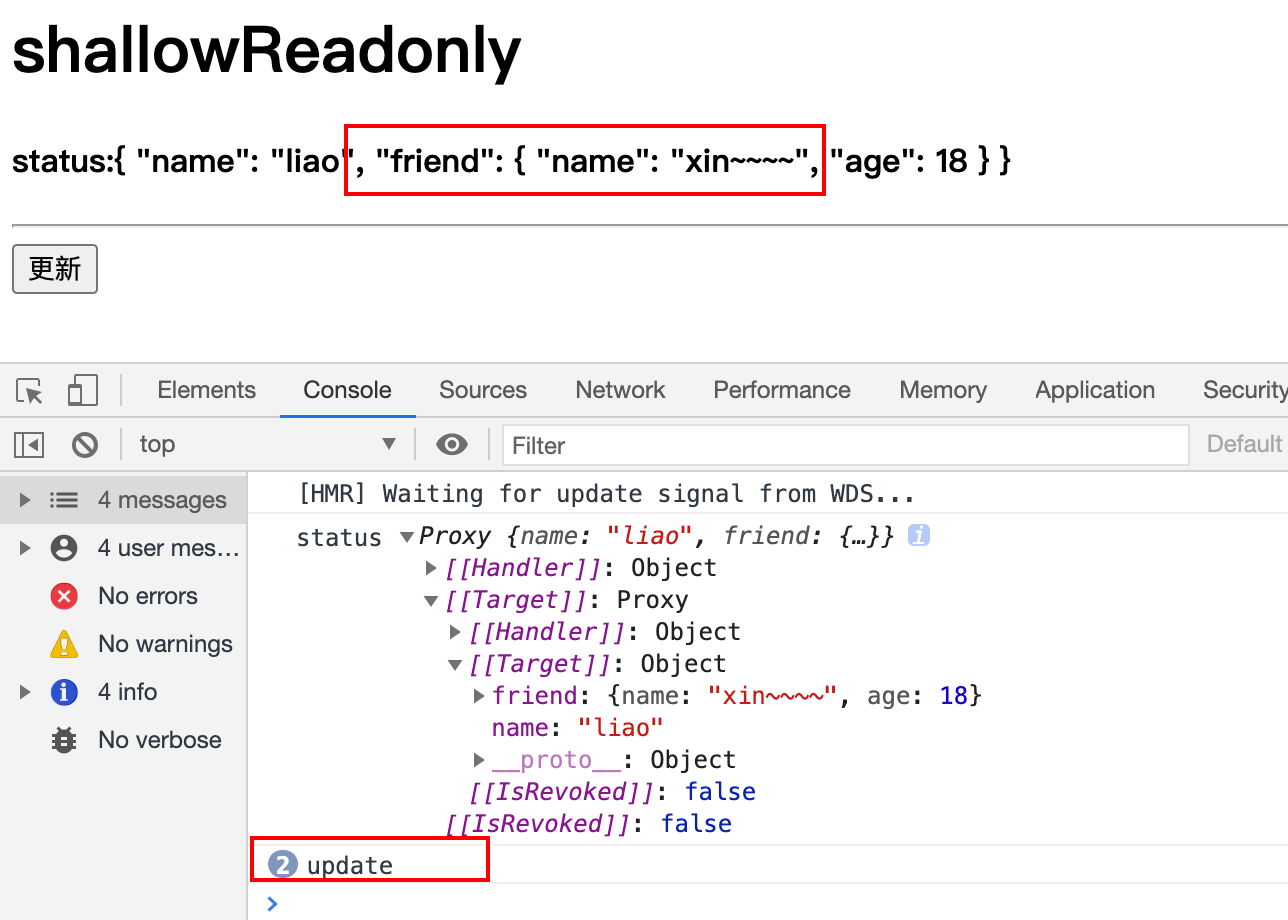 shallowReadonly
status:{ "name": "liao", "friend": { "name": "xin~~~~", "age": 18 } }
更新
Elements Console Sources Network Performance Memory Application Security
top Filter Default
4 messages
4 user mes...
No errors
No warnings
4 info
No verbose
[HMR] Waiting for update signal from WDS...
status Proxy {name: "liao", friend: {…}} i
[[Handler]]: Object
[[Target]]: Proxy
[[Handler]]: Object
[[Target]]: Object
friend: {name: "xin~~~~", age: 18}
name: "liao"
__proto__: Object
[[IsRevoked]]: false
[[IsRevoked]]: false
2 update